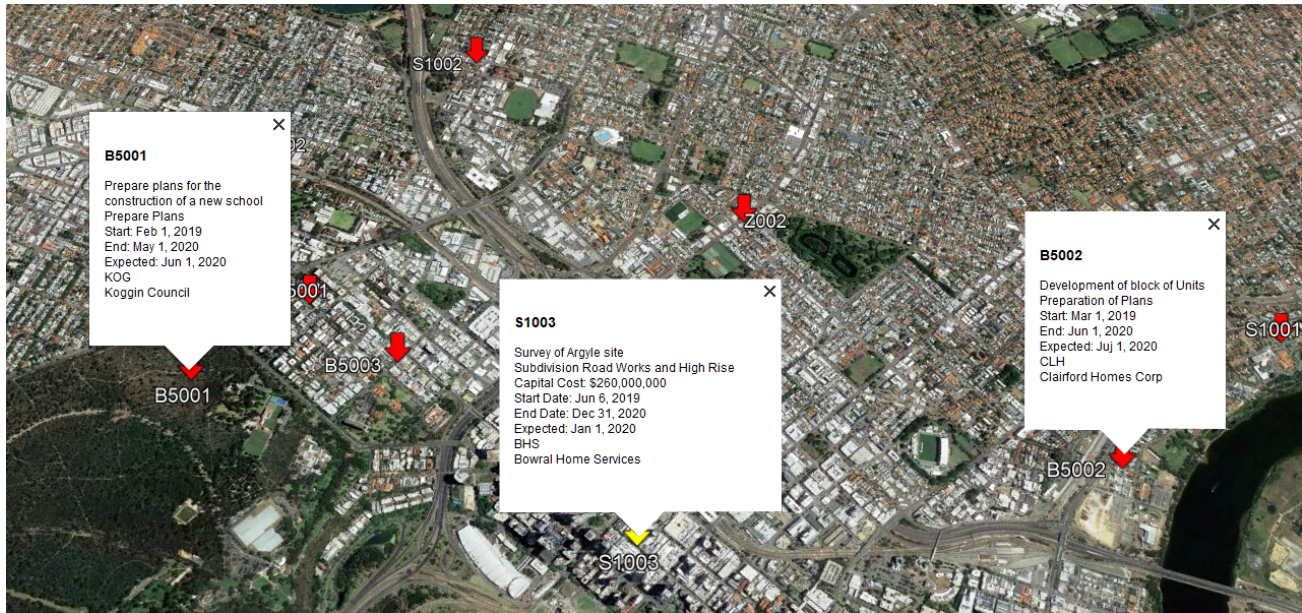 S1002
02
B5001
Prepare plans for the
construction of a new school
Prepare Plans
Start: Feb 1, 2019
End: May 1, 2020
Expected: Jun 1, 2020
KOG
Koggin Council
Z002
B5002
Development of block of Units
Preparation of Plans
Start: Mar 1, 2019
End: Jun 1, 2020
Expected: Juj 1, 2020
CLH
Clairford Homes Corp
5001
S1003
Survey of Argyle site
Subdivision Road Works and High Rise
Capital Cost: $260,000,000
Start Date: Jun 6, 2019
End Date: Dec 31, 2020
Expected: Jan 1, 2020
BHS
Bowral Home Services
S1001
B5003
B5001
B5002
S1003